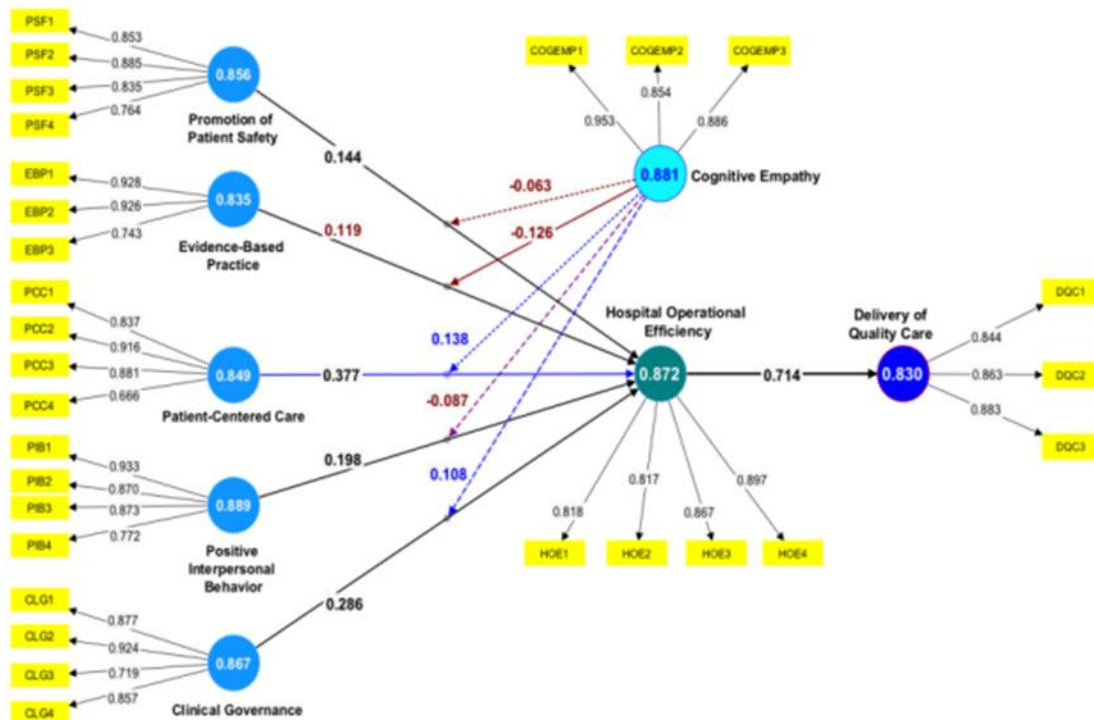 PSF1
PSF2
PSF3
PSF4
0.853
0.885
0.835
0.764
0.856
Promotion of
Patient Safety
0.144
EBP1
EBP2
EBP3
0.928
0.926
0.743
0.835
Evidence-Based
Practice
0.119
PCC1
PCC2
PCC3
PCC4
0.837
0.916
0.881
0.666
0.849
Patient-Centered Care
0.377
PIB1
PIB2
PIB3
PIB4
0.933
0.870
0.873
0.772
0.889
Positive
Interpersonal
Behavior
0.198
CLG1
CLG2
CLG3
CLG4
0.877
0.924
0.719
0.857
0.867
Clinical Governance
0.286
COGEMP1
COGEMP2
COGEMP3
0.953
0.854
0.886
0.881
Cognitive Empathy
-0.063
-0.126
0.138
-0.087
0.108
Hospital Operational
Efficiency
0.872
0.818
0.817
0.867
0.897
HOE1
HOE2
HOE3
HOE4
0.714
Delivery of
Quality Care
0.830
0.844
0.863
0.883
DQC1
DQC2
DQC3